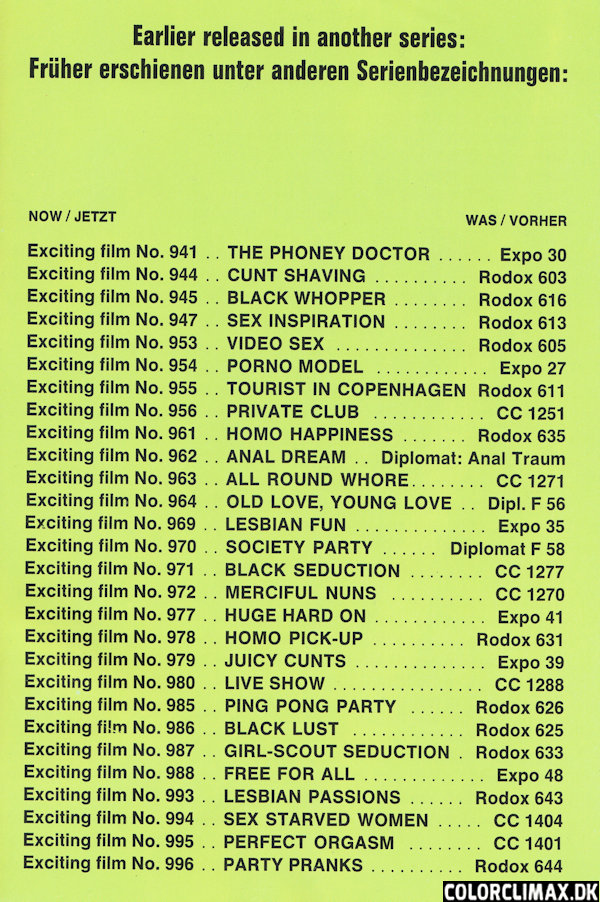 Earlier released in another series:
Früher erschienen unter anderen Serienbezeichnungen:
NOW / JETZT WAS / VORHER
Exciting film No. 941 . . THE PHONEY DOCTOR . . . . . . Expo 30
Exciting film No. 944 . . CUNT SHAVING . . . . . . . . . . Rodox 603
Exciting film No. 945 . . BLACK WHOPPER . . . . . . . . Rodox 616
Exciting film No. 947 . . SEX INSPIRATION . . . . . . . . Rodox 613
Exciting film No. 953 . . VIDEO SEX . . . . . . . . . . . . . . Rodox 605
Exciting film No. 954 . . PORNO MODEL . . . . . . . . . . . . Expo 27
Exciting film No. 955 . . TOURIST IN COPENHAGEN Rodox 611
Exciting film No. 956 . . PRIVATE CLUB . . . . . . . . . . . . CC 1251
Exciting film No. 961 . . HOMO HAPPINESS . . . . . . . Rodox 635
Exciting film No. 962 . . ANAL DREAM . . Diplomat: Anal Traum
Exciting film No. 963 . . ALL ROUND WHORE. . . . . . . . CC 1271
Exciting film No. 964 . . OLD LOVE, YOUNG LOVE . . Dipl. F 56
Exciting film No. 969 . . LESBIAN FUN . . . . . . . . . . . . . Expo 35
Exciting film No. 970 . . SOCIETY PARTY . . . . . . Diplomat F 58
Exciting film No. 971 . . BLACK SEDUCTION . . . . . . . . CC 1277
Exciting film No. 972 . . MERCIFUL NUNS . . . . . . . . . . CC 1270
Exciting film No. 977 . . HUGE HARD ON . . . . . . . . . . . Expo 41
Exciting film No. 978 . . HOMO PICK-UP . . . . . . . . . . Rodox 631
Exciting film No. 979 . . JUICY CUNTS . . . . . . . . . . . . . Expo 39
Exciting film No. 980 . . LIVE SHOW . . . . . . . . . . . . . . . . CC 1288
Exciting film No. 985 . . PING PONG PARTY . . . . . . Rodox 626
Exciting film No. 986 . . BLACK LUST . . . . . . . . . . . . Rodox 625
Exciting film No. 987 . . GIRL-SCOUT SEDUCTION . Rodox 633
Exciting film No. 988 . . FREE FOR ALL . . . . . . . . . . . . Expo 48
Exciting film No. 993 . . LESBIAN PASSIONS . . . . . . Rodox 643
Exciting film No. 994 . . SEX STARVED WOMEN . . . . . CC 1404
Exciting film No. 995 . . PERFECT ORGASM . . . . . . . . CC 1401
Exciting film No. 996 . . PARTY PRANKS . . . . . . . . . . Rodox 644
COLORCLIMAX.DK